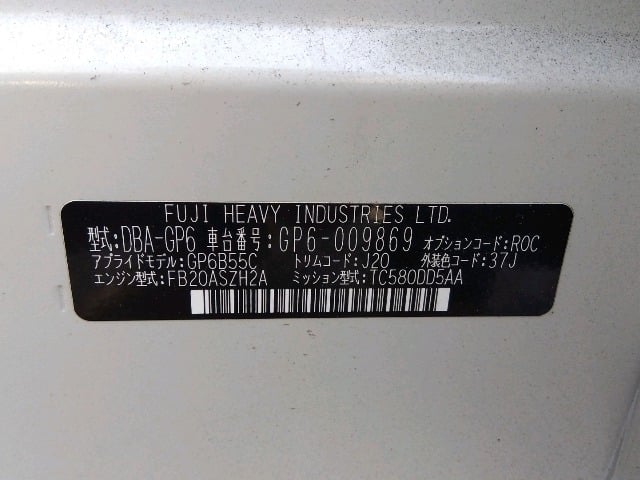 FUJI HEAVY INDUSTRIES LTD.
型式:DBA-GP6 車台番号:GP6-009869 オプションコード:ROC
アプライドモデル:GP6B55C トリムコード:J20 外装色コード:37J
エンジン型式:FB20ASZH2A ミッション型式:TC580DD5AA